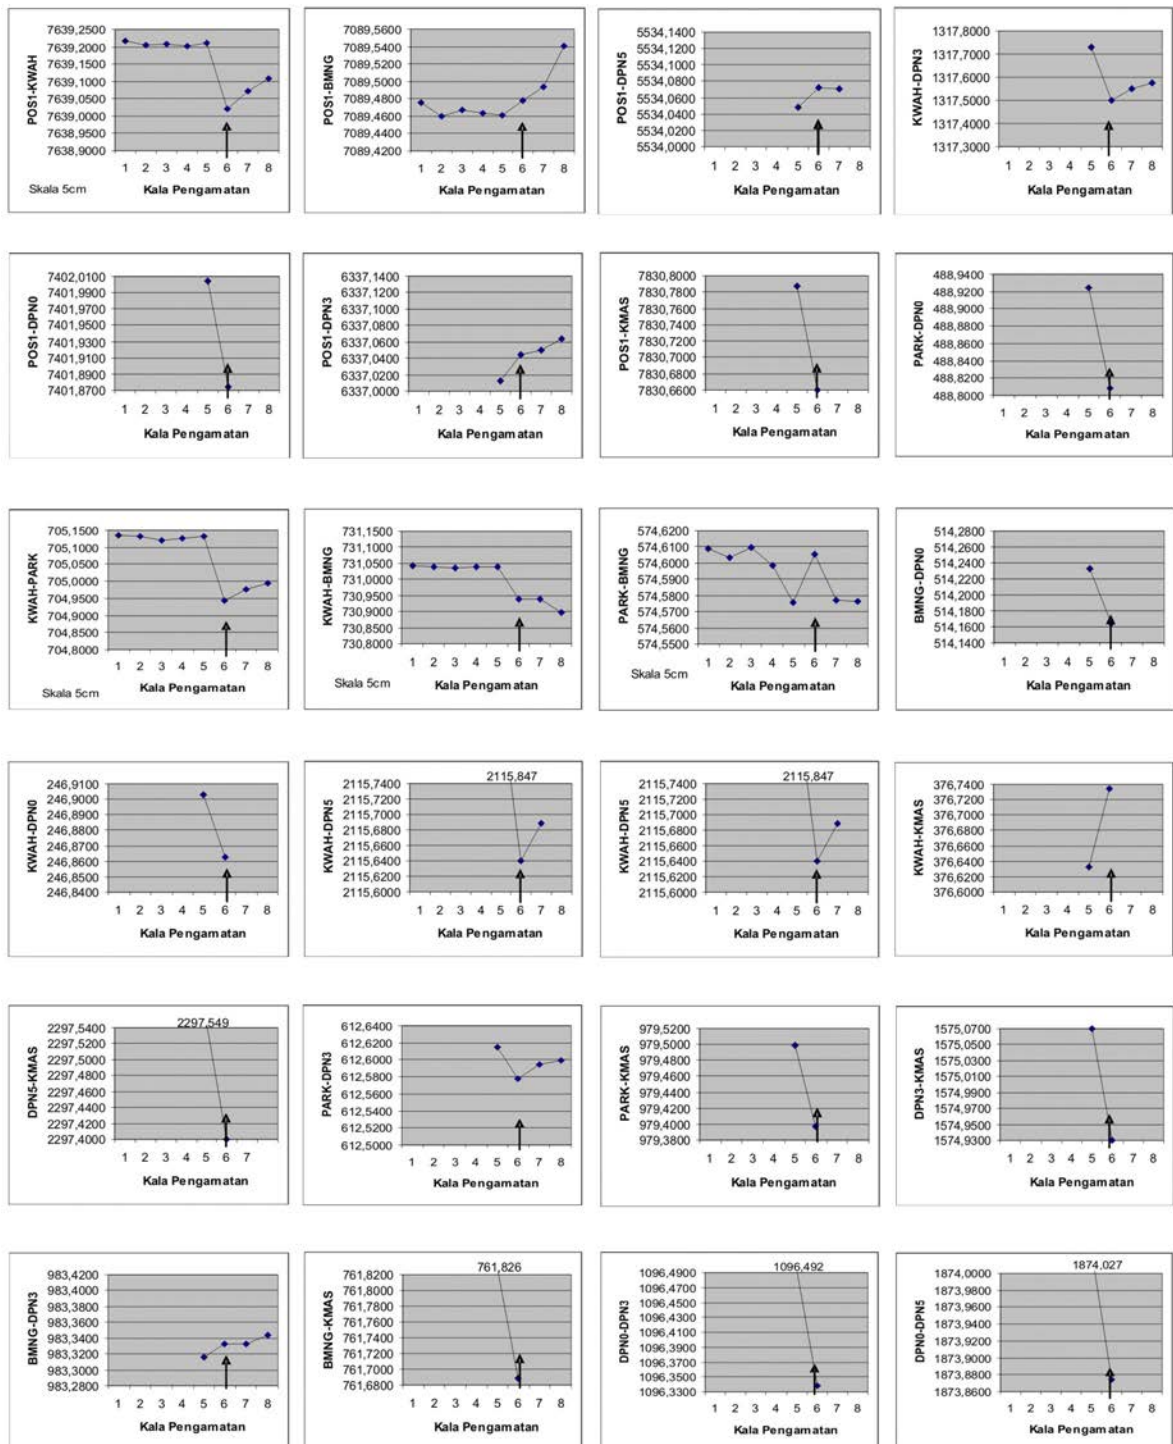 POS1-KWAH
7639,2500
7639,2000
7639,1500
7639,1000
7639,0500
7639,0000
7638,9500
7638,9000
1 2 3 4 5 6 7 8
Skala 5cm
Kala Pengamatan
POS1-BMNG
7089,5600
7089,5400
7089,5200
7089,5000
7089,4800
7089,4600
7089,4400
7089,4200
1 2 3 4 5 6 7 8
Kala Pengamatan
POS1-DPN5
5534,1400
5534,1200
5534,1000
5534,0800
5534,0600
5534,0400
5534,0200
5534,0000
1 2 3 4 5 6 7 8
Kala Pengamatan
KWAH-DPN3
1317,8000
1317,7000
1317,6000
1317,5000
1317,4000
1317,3000
1 2 3 4 5 6 7 8
Kala Pengamatan
POS1-DPN0
7402,0100
7401,9900
7401,9700
7401,9500
7401,9300
7401,9100
7401,8900
7401,8700
1 2 3 4 5 6 7 8
Kala Pengamatan
POS1-DPN3
6337,1400
6337,1200
6337,1000
6337,0800
6337,0600
6337,0400
6337,0200
6337,0000
1 2 3 4 5 6 7 8
Kala Pengamatan
POS1-KMAS
7830,8000
7830,7800
7830,7600
7830,7400
7830,7200
7830,7000
7830,6800
7830,6600
1 2 3 4 5 6 7 8
Kala Pengamatan
PARK-DPN0
488,9400
488,9200
488,9000
488,8800
488,8600
488,8400
488,8200
488,8000
1 2 3 4 5 6 7 8
Kala Pengamatan
KWAH-PARK
705,1500
705,1000
705,0500
705,0000
704,9500
704,9000
704,8500
704,8000
1 2 3 4 5 6 7 8
Skala 5cm
Kala Pengamatan
KWAH-BMNG
731,1500
731,1000
731,0500
731,0000
730,9500
730,9000
730,8500
730,8000
1 2 3 4 5 6 7 8
Skala 5cm
Kala Pengamatan
PARK-BMNG
574,6200
574,6100
574,6000
574,5900
574,5800
574,5700
574,5600
574,5500
1 2 3 4 5 6 7 8
Skala 5cm
Kala Pengamatan
BMNG-DPN0
514,2800
514,2600
514,2400
514,2200
514,2000
514,1800
514,1600
514,1400
1 2 3 4 5 6 7 8
Kala Pengamatan
KWAH-DPN0
246,9100
246,9000
246,8900
246,8800
246,8700
246,8600
246,8500
246,8400
1 2 3 4 5 6 7 8
Kala Pengamatan
KWAH-DPN5
2115,847
2115,7400
2115,7200
2115,7000
2115,6800
2115,6600
2115,6400
2115,6200
2115,6000
1 2 3 4 5 6 7 8
Kala Pengamatan
KWAH-DPN5
2115,847
2115,7400
2115,7200
2115,7000
2115,6800
2115,6600
2115,6400
2115,6200
2115,6000
1 2 3 4 5 6 7 8
Kala Pengamatan
KWAH-KMAS
376,7400
376,7200
376,7000
376,6800
376,6600
376,6400
376,6200
376,6000
1 2 3 4 5 6 7 8
Kala Pengamatan
DPN5-KMAS
2297,549
2297,5400
2297,5200
2297,5000
2297,4800
2297,4600
2297,4400
2297,4200
2297,4000
1 2 3 4 5 6 7
Kala Pengamatan
PARK-DPN3
612,6400
612,6200
612,6000
612,5800
612,5600
612,5400
612,5200
612,5000
1 2 3 4 5 6 7 8
Kala Pengamatan
PARK-KMAS
979,5200
979,5000
979,4800
979,4600
979,4400
979,4200
979,4000
979,3800
1 2 3 4 5 6 7 8
Kala Pengamatan
DPN3-KMAS
1575,0700
1575,0500
1575,0300
1575,0100
1574,9900
1574,9700
1574,9500
1574,9300
1 2 3 4 5 6 7 8
Kala Pengamatan
BMNG-DPN3
983,4200
983,4000
983,3800
983,3600
983,3400
983,3200
983,3000
983,2800
1 2 3 4 5 6 7 8
Kala Pengamatan
BMNG-KMAS
761,826
761,8200
761,8000
761,7800
761,7600
761,7400
761,7200
761,7000
761,6800
1 2 3 4 5 6 7 8
Kala Pengamatan
DPN0-DPN3
1096,492
1096,4900
1096,4700
1096,4500
1096,4300
1096,4100
1096,3900
1096,3700
1096,3500
1096,3300
1 2 3 4 5 6 7 8
Kala Pengamatan
DPN0-DPN5
1874,027
1874,0000
1873,9800
1873,9600
1873,9400
1873,9200
1873,9000
1873,8800
1873,8600
1 2 3 4 5 6 7 8
Kala Pengamatan